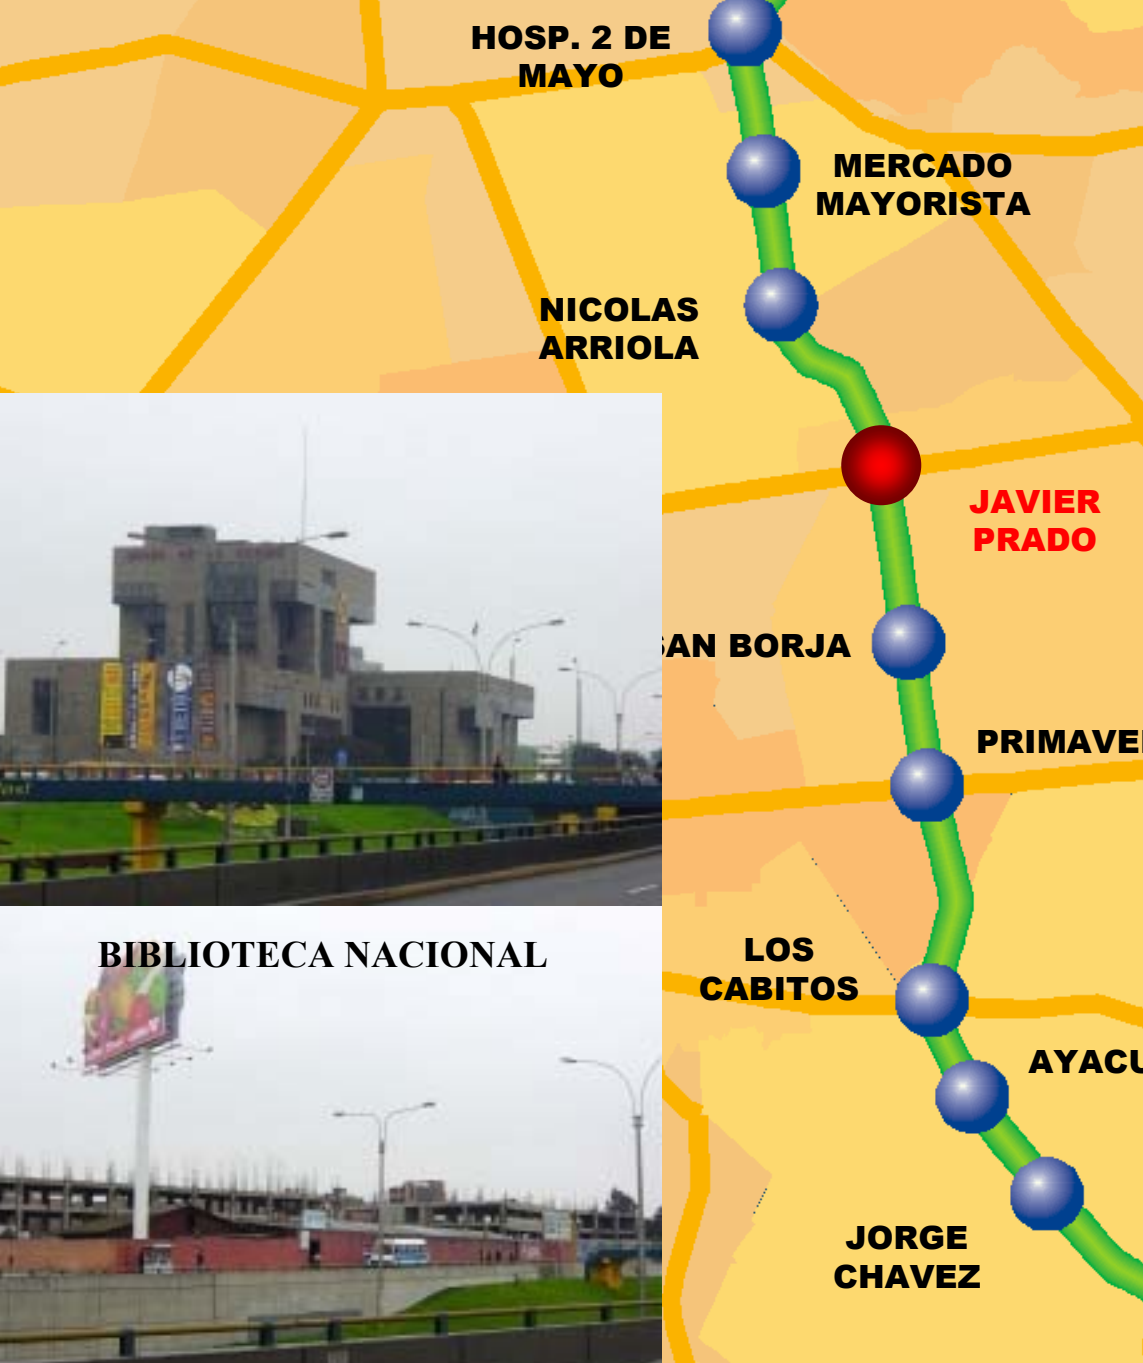 HOSP. 2 DE
MAYO
MERCADO
MAYORISTA
NICOLAS
ARRIOLA
JAVIER
PRADO
SAN BORJA
PRIMAVE
LOS
CABITOS
BIBLIOTECA NACIONAL
AYACU
JORGE
CHAVEZ